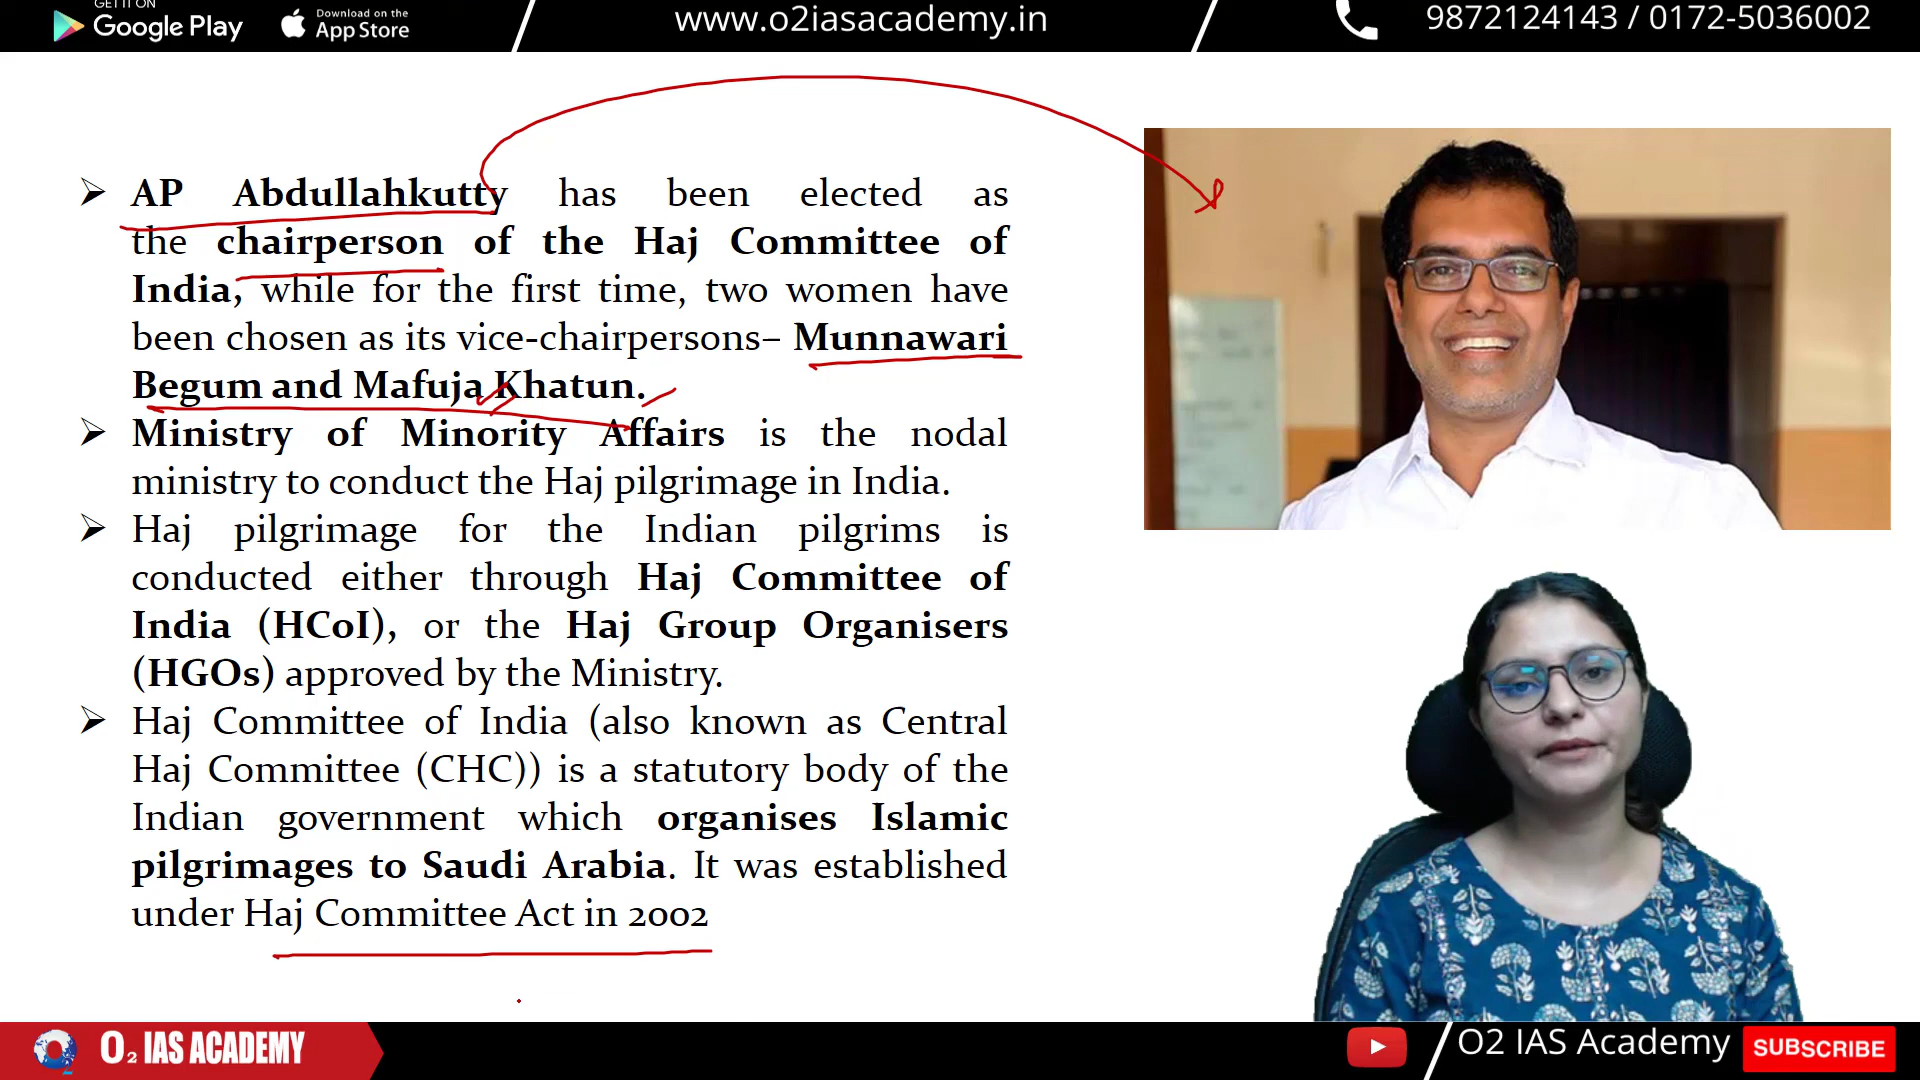 GET IT ON
Google Play
Download on the
App Store
www.o2iasacademy.in
9872124143 / 0172-5036002
AP Abdullahkutty has been elected as
the chairperson of the Haj Committee of
India, while for the first time, two women have
been chosen as its vice-chairpersons– Munnawari
Begum and Mafuja Khatun.
Ministry of Minority Affairs is the nodal
ministry to conduct the Haj pilgrimage in India.
Haj pilgrimage for the Indian pilgrims is
conducted either through Haj Committee of
India (HCoI), or the Haj Group Organisers
(HGOs) approved by the Ministry.
Haj Committee of India (also known as Central
Haj Committee (CHC)) is a statutory body of the
Indian government which organises Islamic
pilgrimages to Saudi Arabia. It was established
under Haj Committee Act in 2002
O2 IAS ACADEMY
O2 IAS Academy
SUBSCRIBE